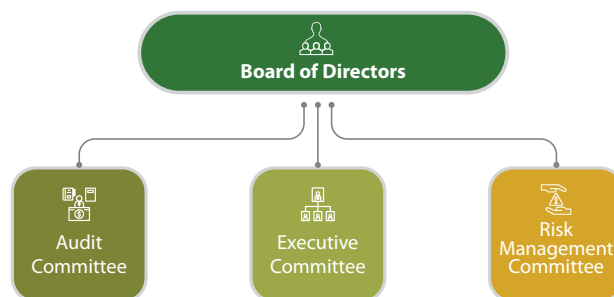 Board of Directors
Audit
Committee
Executive
Committee
Risk
Management
Committee